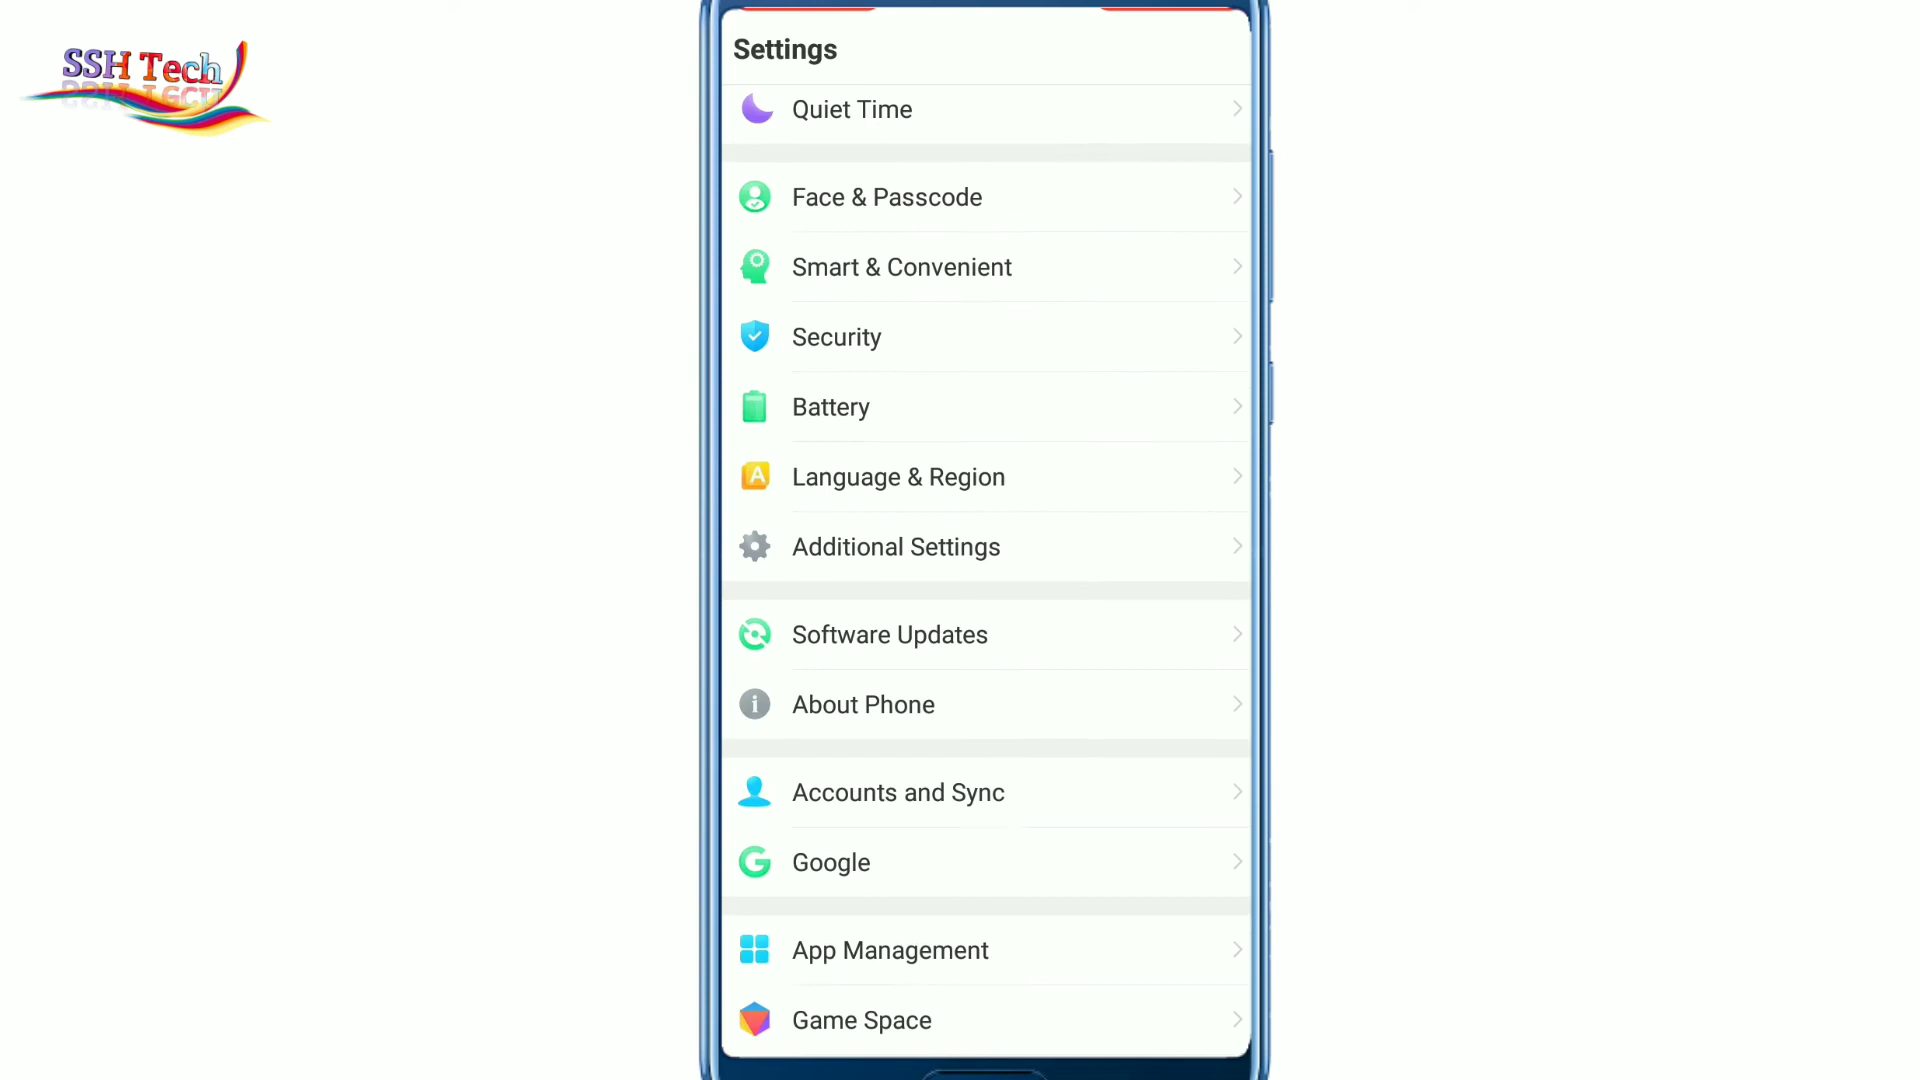 SSH Tech
Settings
Quiet Time
Face & Passcode
Smart & Convenient
Security
Battery
A
Language & Region
Additional Settings
Software Updates
i
About Phone
Accounts and Sync
G
Google
App Management
Game Space